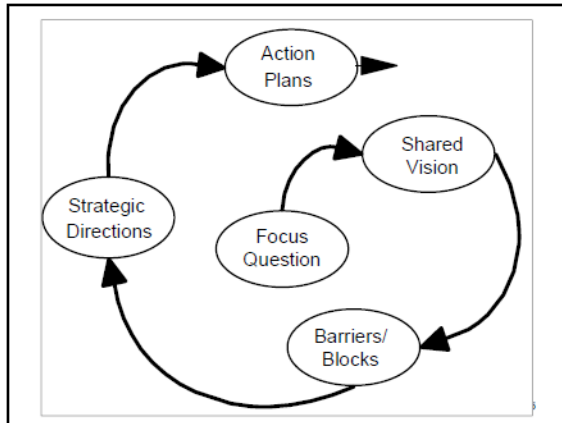 Action
Plans
Shared
Vision
Strategic
Directions
Focus
Question
Barriers/
Blocks